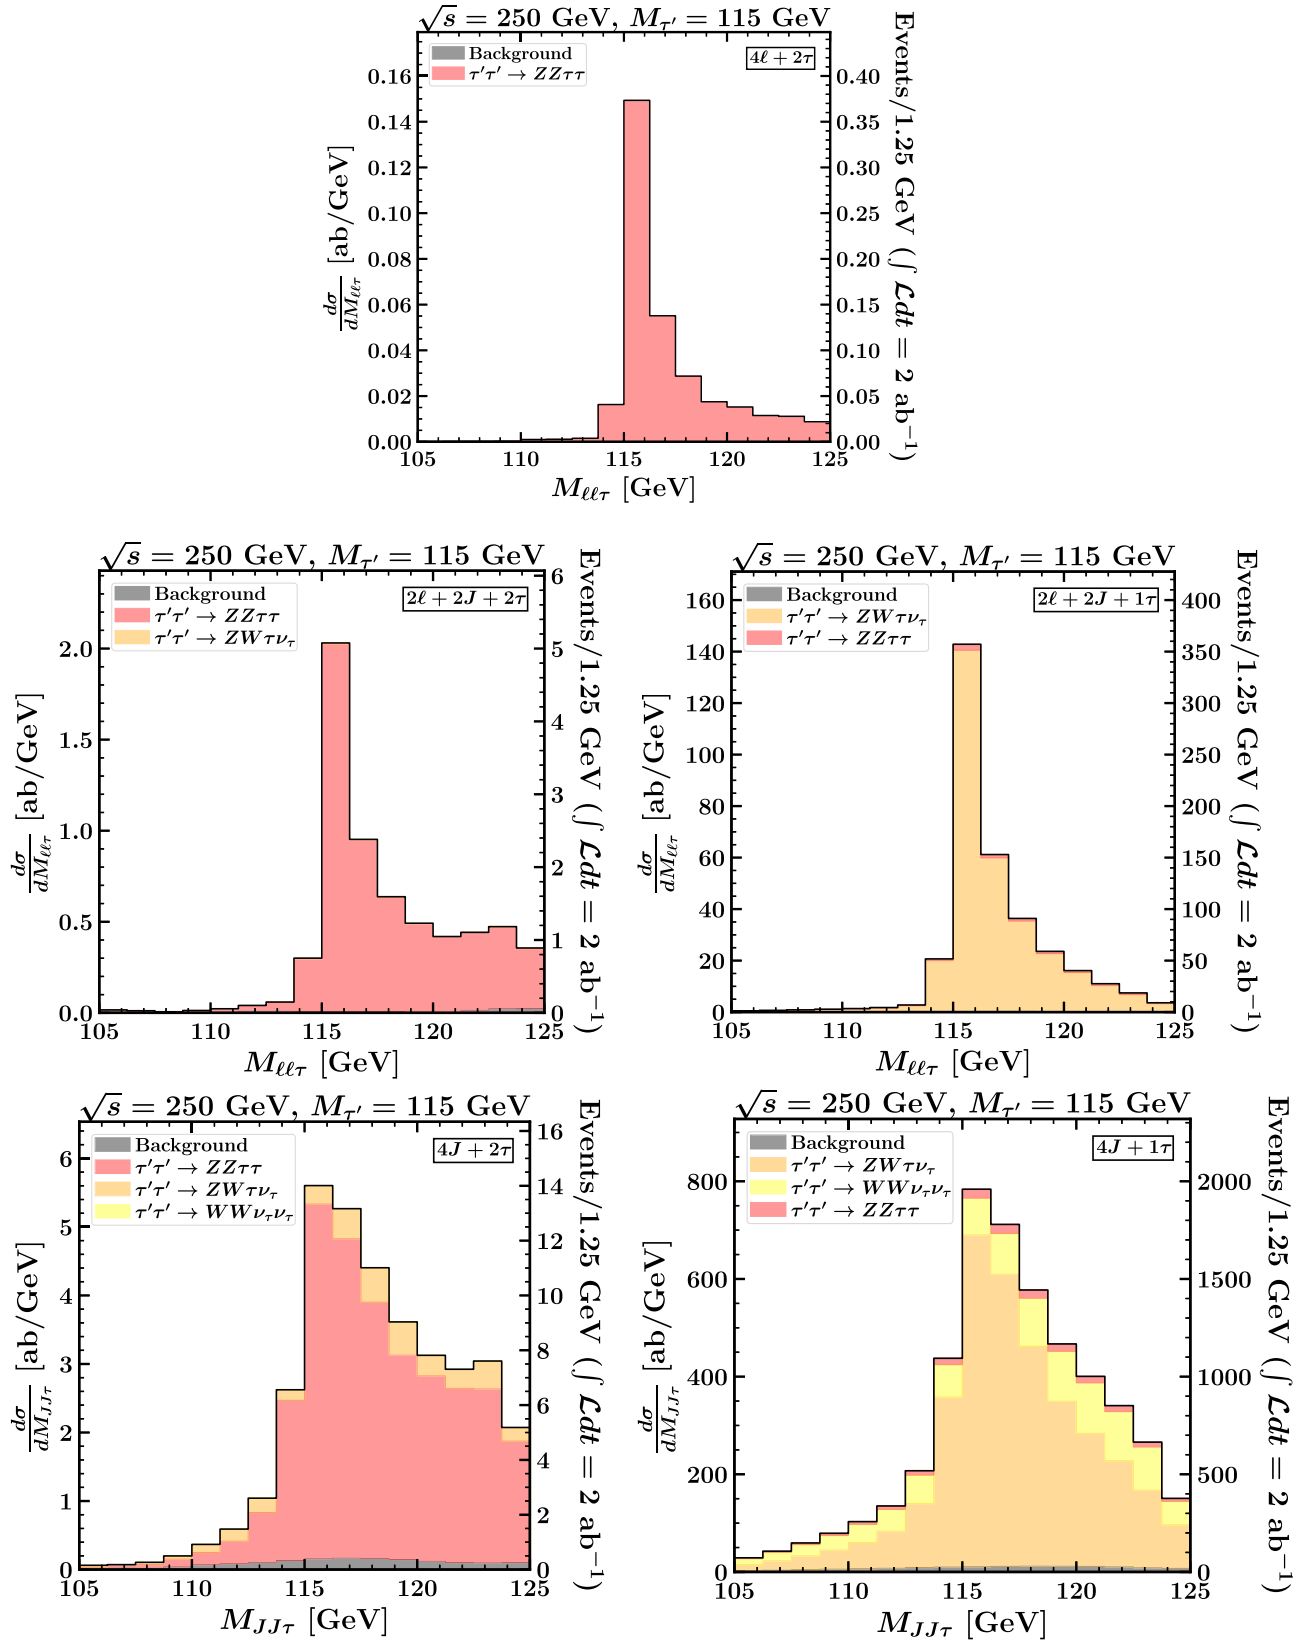 √s = 250 GeV, M_τ′ = 115 GeV
Background
τ′τ′ → ZZττ
4ℓ + 2τ
0.16
0.14
0.12
0.10
0.08
0.06
0.04
0.02
0.00
dσ/dM_ℓℓτ [ab/GeV]
0.40
0.35
0.30
0.25
0.20
0.15
0.10
0.05
0.00
Events/1.25 GeV (∫ ℒdt = 2 ab⁻¹)
105 110 115 120 125
M_ℓℓτ [GeV]
√s = 250 GeV, M_τ′ = 115 GeV
Background
τ′τ′ → ZZττ
τ′τ′ → ZWτν_τ
2ℓ + 2J + 2τ
2.0
1.5
1.0
0.5
0.0
dσ/dM_ℓℓτ [ab/GeV]
6
5
4
3
2
1
0
Events/1.25 GeV (∫ ℒdt = 2 ab⁻¹)
105 110 115 120 125
M_ℓℓτ [GeV]
√s = 250 GeV, M_τ′ = 115 GeV
Background
τ′τ′ → ZWτν_τ
τ′τ′ → ZZττ
2ℓ + 2J + 1τ
160
140
120
100
80
60
40
20
0
dσ/dM_ℓℓτ [ab/GeV]
400
350
300
250
200
150
100
50
0
Events/1.25 GeV (∫ ℒdt = 2 ab⁻¹)
105 110 115 120 125
M_ℓℓτ [GeV]
√s = 250 GeV, M_τ′ = 115 GeV
Background
τ′τ′ → ZZττ
τ′τ′ → ZWτν_τ
τ′τ′ → WWν_τν_τ
4J + 2τ
6
5
4
3
2
1
0
dσ/dM_JJτ [ab/GeV]
16
14
12
10
8
6
4
2
0
Events/1.25 GeV (∫ ℒdt = 2 ab⁻¹)
105 110 115 120 125
M_JJτ [GeV]
√s = 250 GeV, M_τ′ = 115 GeV
Background
τ′τ′ → ZWτν_τ
τ′τ′ → WWν_τν_τ
τ′τ′ → ZZττ
4J + 1τ
800
600
400
200
0
dσ/dM_JJτ [ab/GeV]
2000
1500
1000
500
0
Events/1.25 GeV (∫ ℒdt = 2 ab⁻¹)
105 110 115 120 125
M_JJτ [GeV]